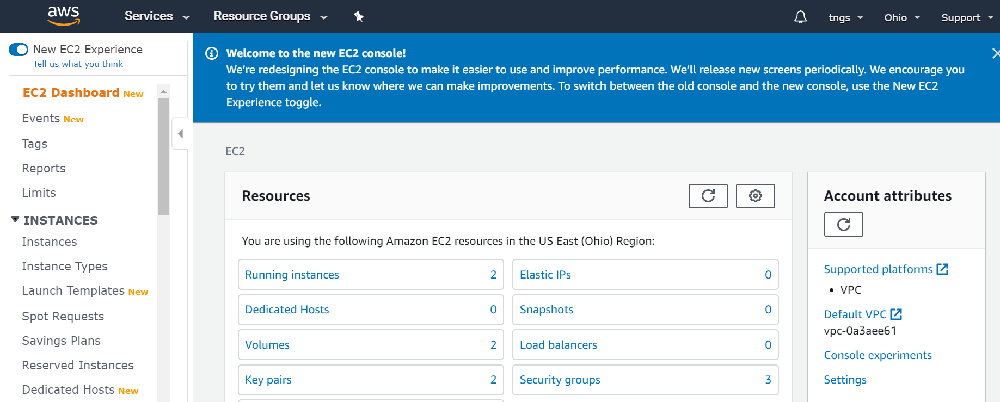 aws
Services
Resource Groups
tngs
Ohio
Support
New EC2 Experience
Tell us what you think
EC2 Dashboard New
Events New
Tags
Reports
Limits
INSTANCES
Instances
Instance Types
Launch Templates New
Spot Requests
Savings Plans
Reserved Instances
Dedicated Hosts New
Welcome to the new EC2 console!
We’re redesigning the EC2 console to make it easier to use and improve performance. We’ll release new screens periodically. We encourage you
to try them and let us know where we can make improvements. To switch between the old console and the new console, use the New EC2
Experience toggle.
EC2
Resources
You are using the following Amazon EC2 resources in the US East (Ohio) Region:
Running instances 2
Elastic IPs 0
Dedicated Hosts 0
Snapshots 0
Volumes 2
Load balancers 0
Key pairs 2
Security groups 3
Account attributes
Supported platforms
• VPC
Default VPC
vpc-0a3aee61
Console experiments
Settings